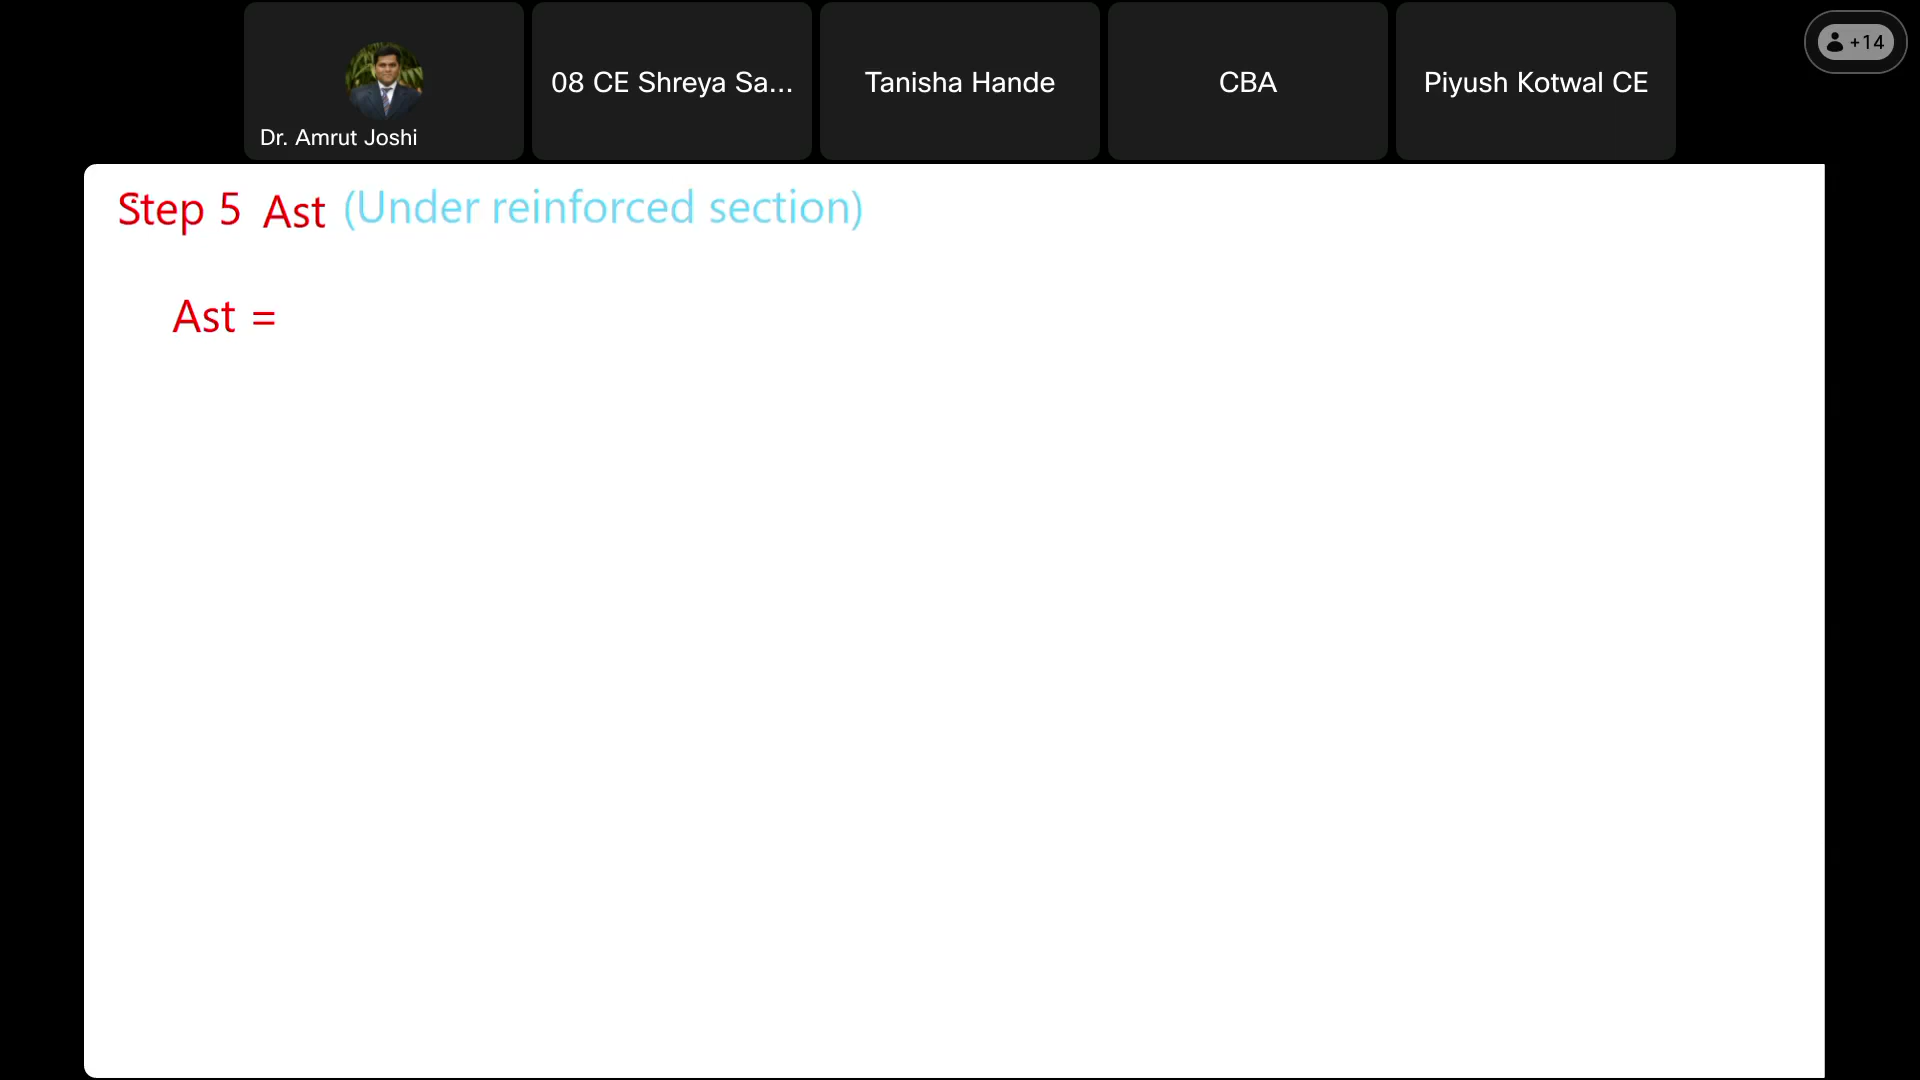 08 CE Shreya Sa... Tanisha Hande CBA Piyush Kotwal CE +14
Dr. Amrut Joshi
Step 5 Ast (Under reinforced section)
Ast =